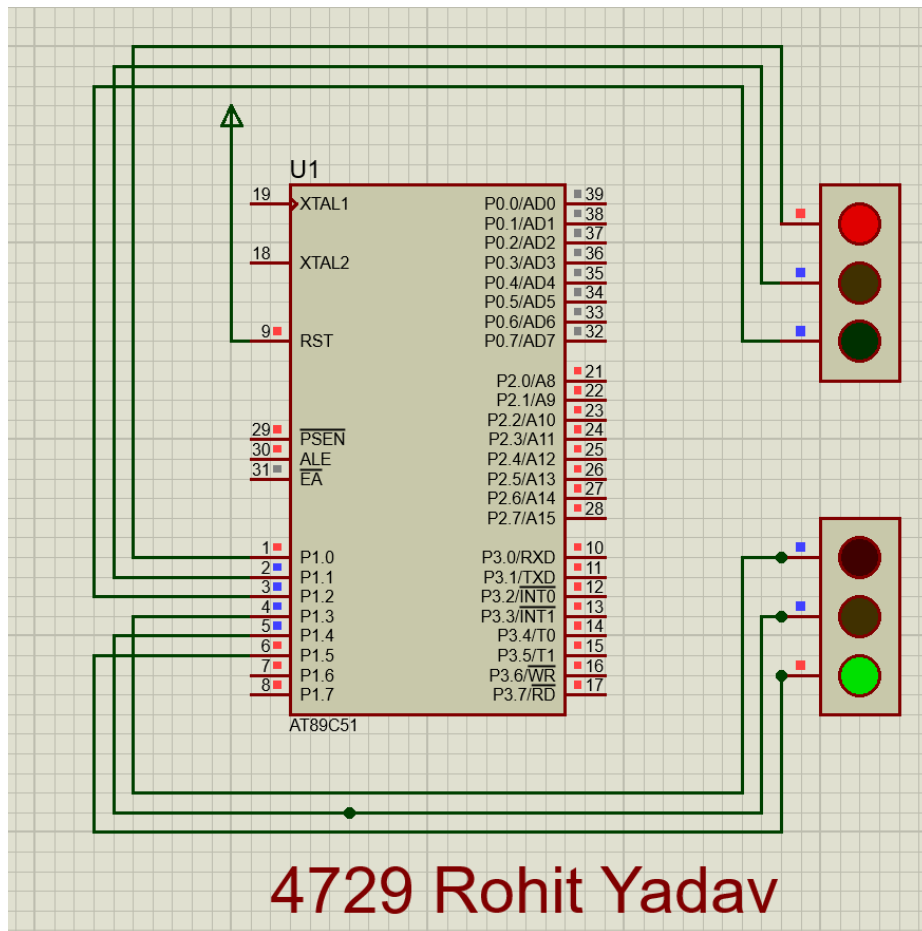 U1
19 XTAL1 P0.0/AD0 39
P0.1/AD1 38
P0.2/AD2 37
18 XTAL2 P0.3/AD3 36
P0.4/AD4 35
P0.5/AD5 34
P0.6/AD6 33
9 RST P0.7/AD7 32
P2.0/A8 21
P2.1/A9 22
P2.2/A10 23
29 PSEN P2.3/A11 24
30 ALE P2.4/A12 25
31 EA P2.5/A13 26
P2.6/A14 27
P2.7/A15 28
1 P1.0 P3.0/RXD 10
2 P1.1 P3.1/TXD 11
3 P1.2 P3.2/INT0 12
4 P1.3 P3.3/INT1 13
5 P1.4 P3.4/T0 14
6 P1.5 P3.5/T1 15
7 P1.6 P3.6/WR 16
8 P1.7 P3.7/RD 17
AT89C51
4729 Rohit Yadav